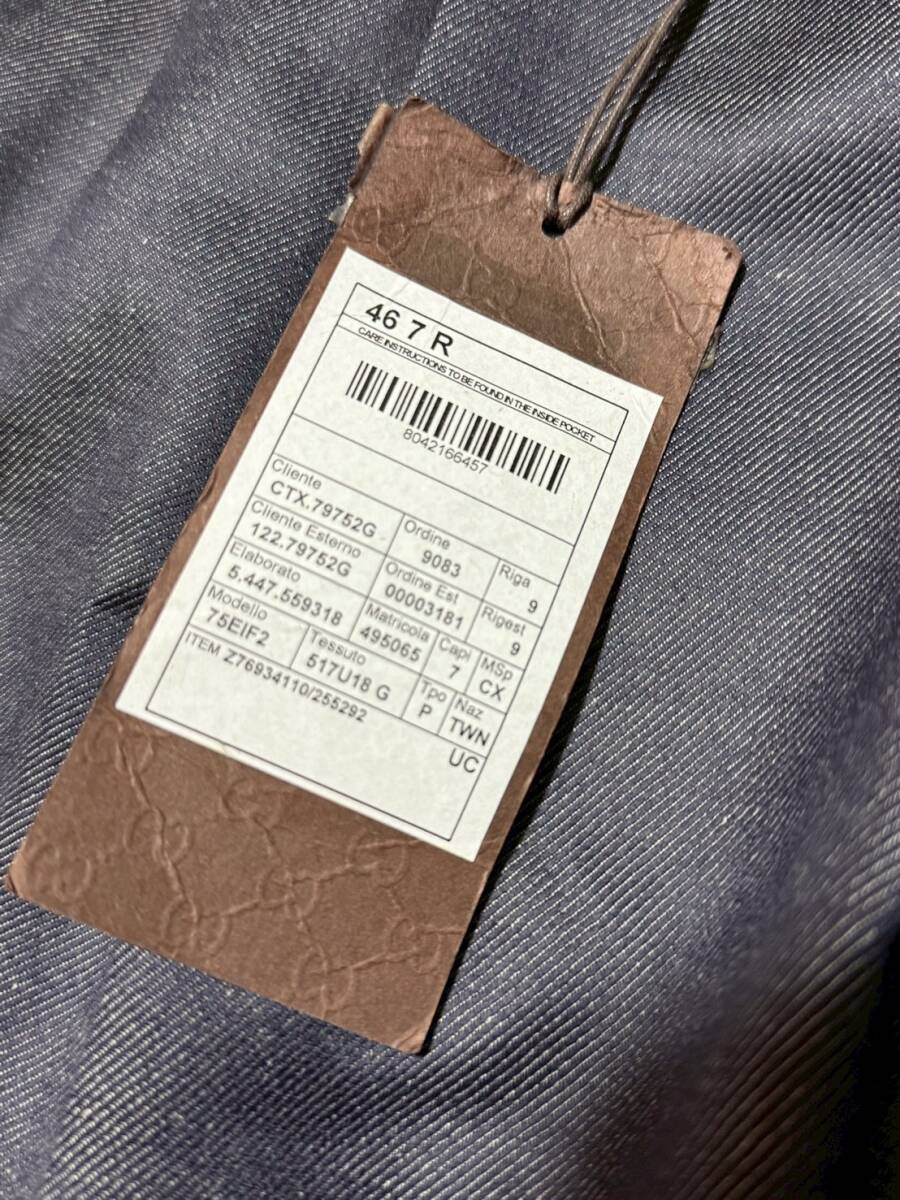 46 7 R
CARE INSTRUCTIONS TO BE FOUND IN THE INSIDE POCKET
8042166457
Cliente Ordine Riga
CTX.79752G 9083 9
Cliente Esterno Ordine Est Rigest
122.79752G 00003181 9
Elaborato Matricola Capi MSp
5.447.559318 495065 7 CX
Modello Tessuto Tpo Naz
75EIF2 517U18 G P TWN
ITEM Z76934110/255292 UC